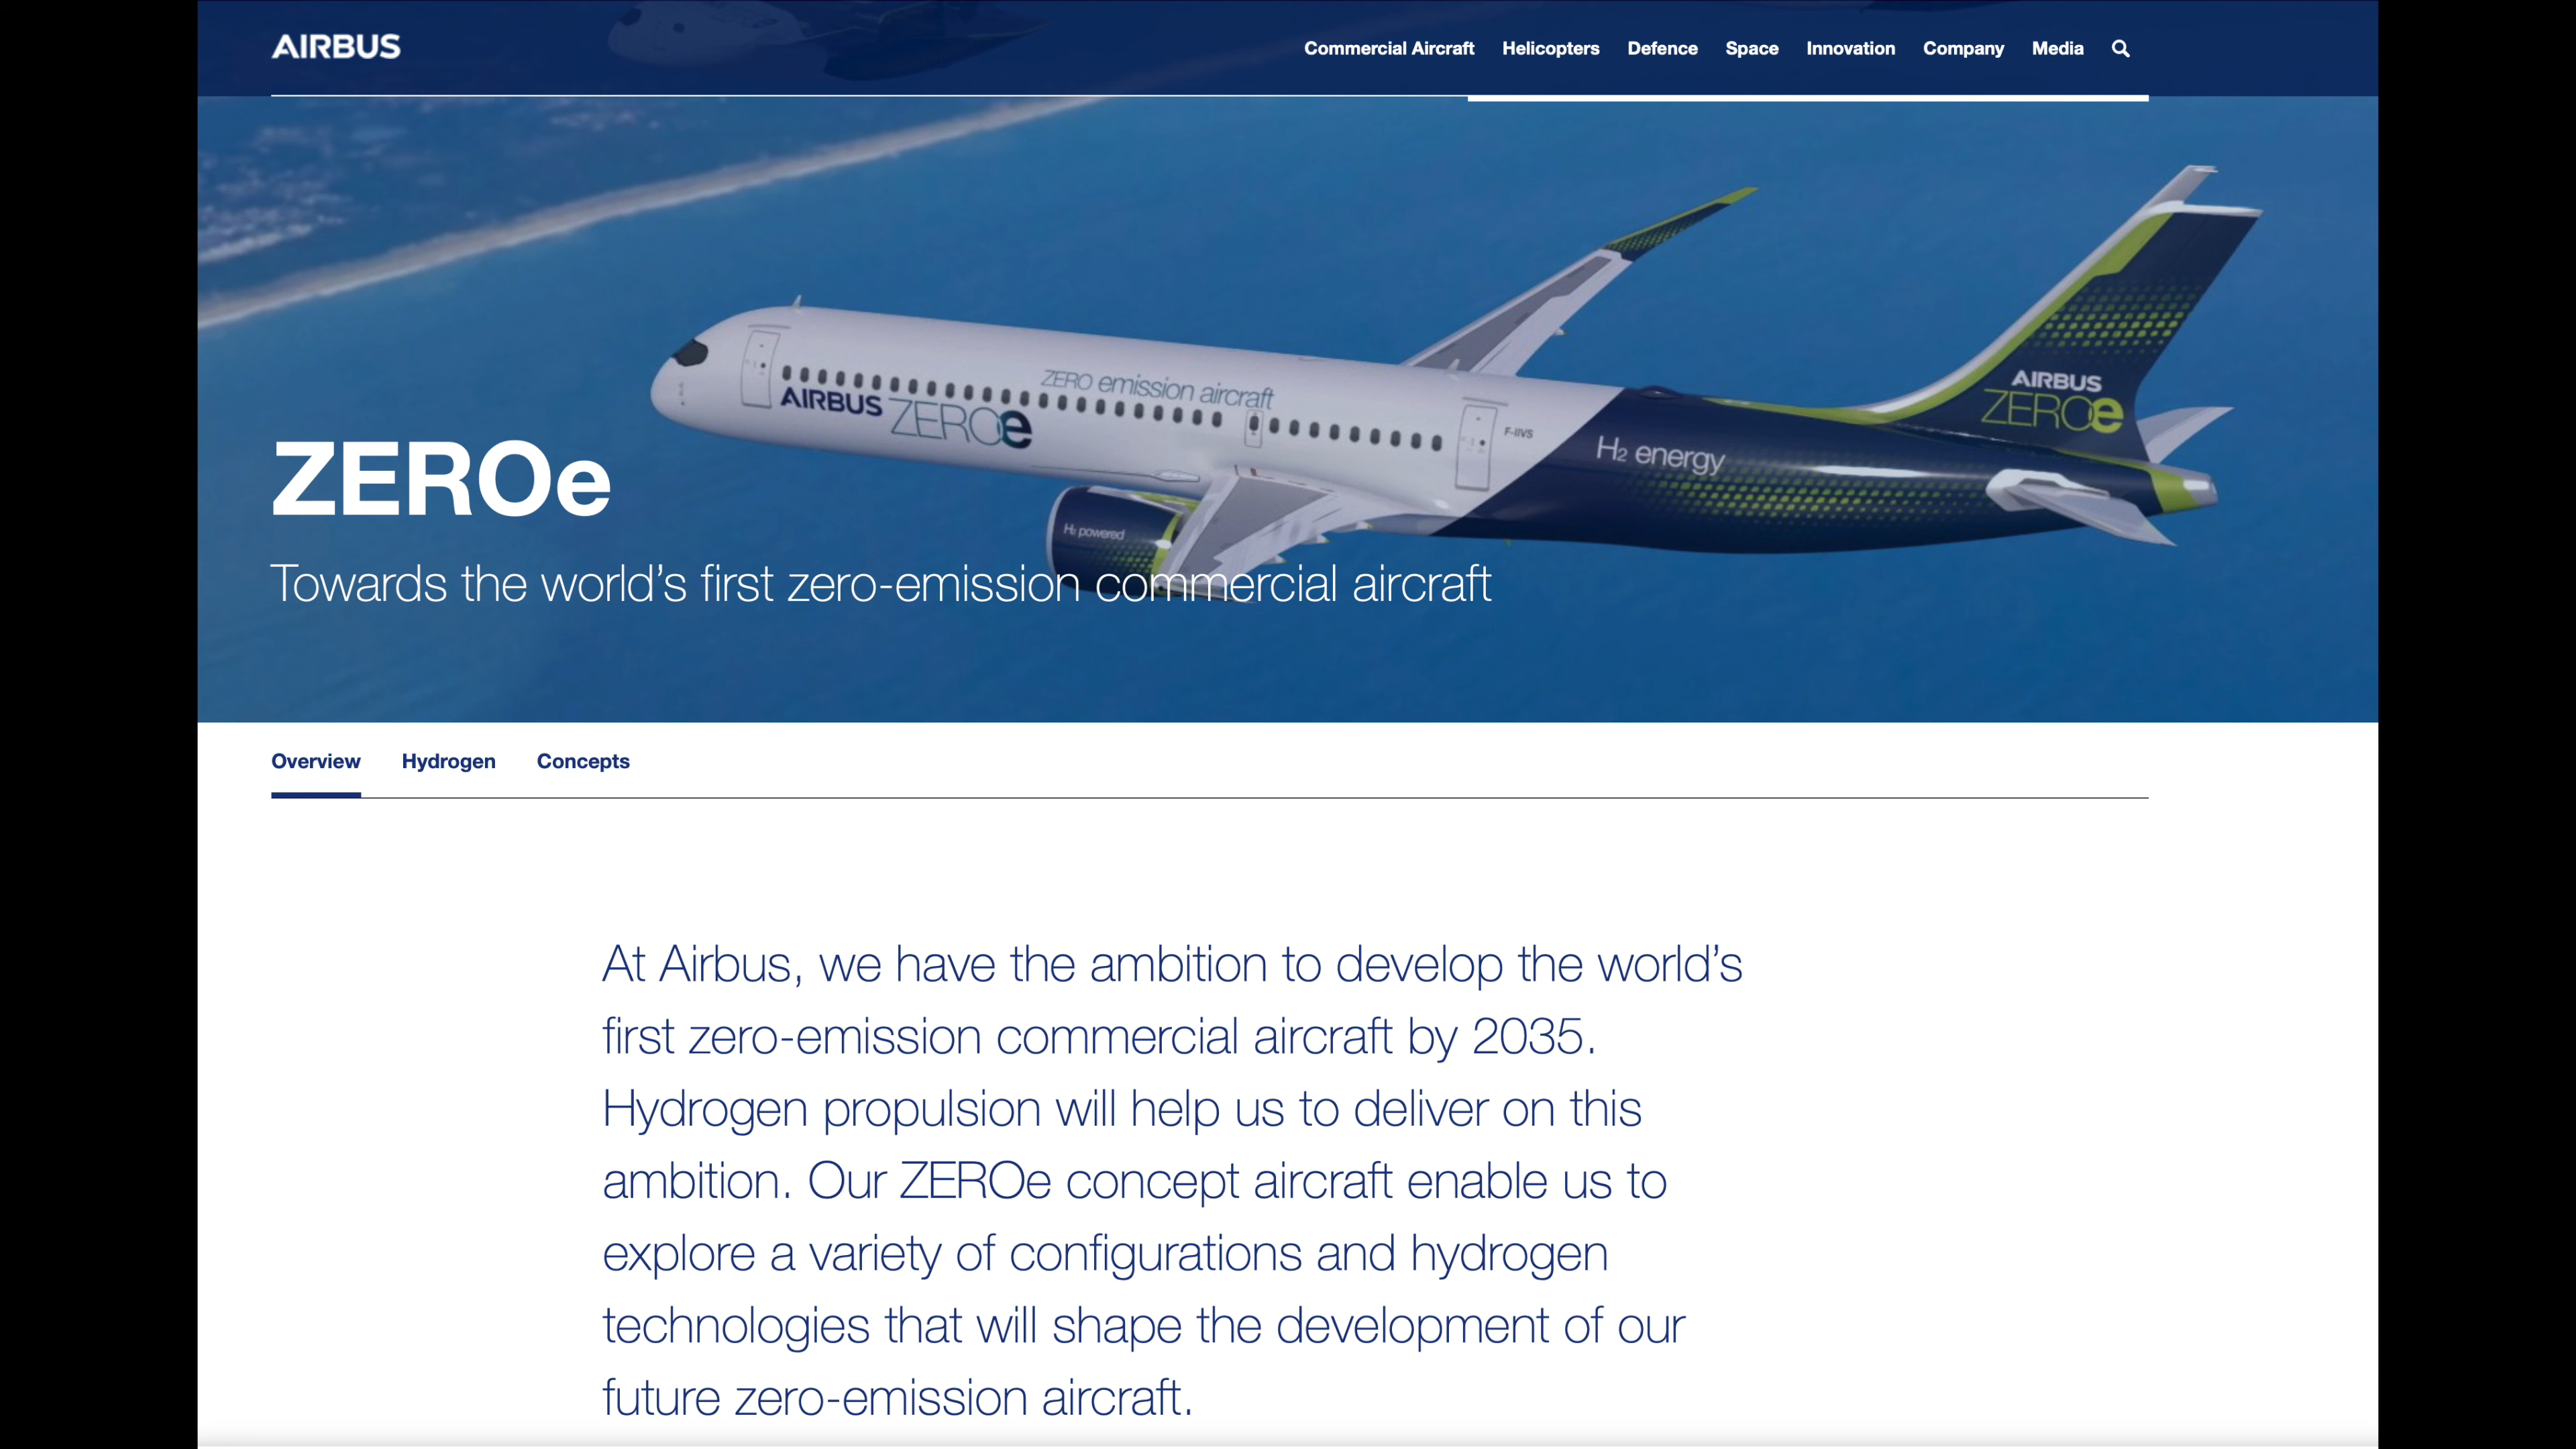 AIRBUS
Commercial Aircraft Helicopters Defence Space Innovation Company Media
ZERO emission aircraft
AIRBUS ZEROe
F-IIVS
H2 energy
AIRBUS
ZEROe
H2 powered
ZEROe
Towards the world's first zero-emission commercial aircraft
Overview Hydrogen Concepts
At Airbus, we have the ambition to develop the world's
first zero-emission commercial aircraft by 2035.
Hydrogen propulsion will help us to deliver on this
ambition. Our ZEROe concept aircraft enable us to
explore a variety of configurations and hydrogen
technologies that will shape the development of our
future zero-emission aircraft.